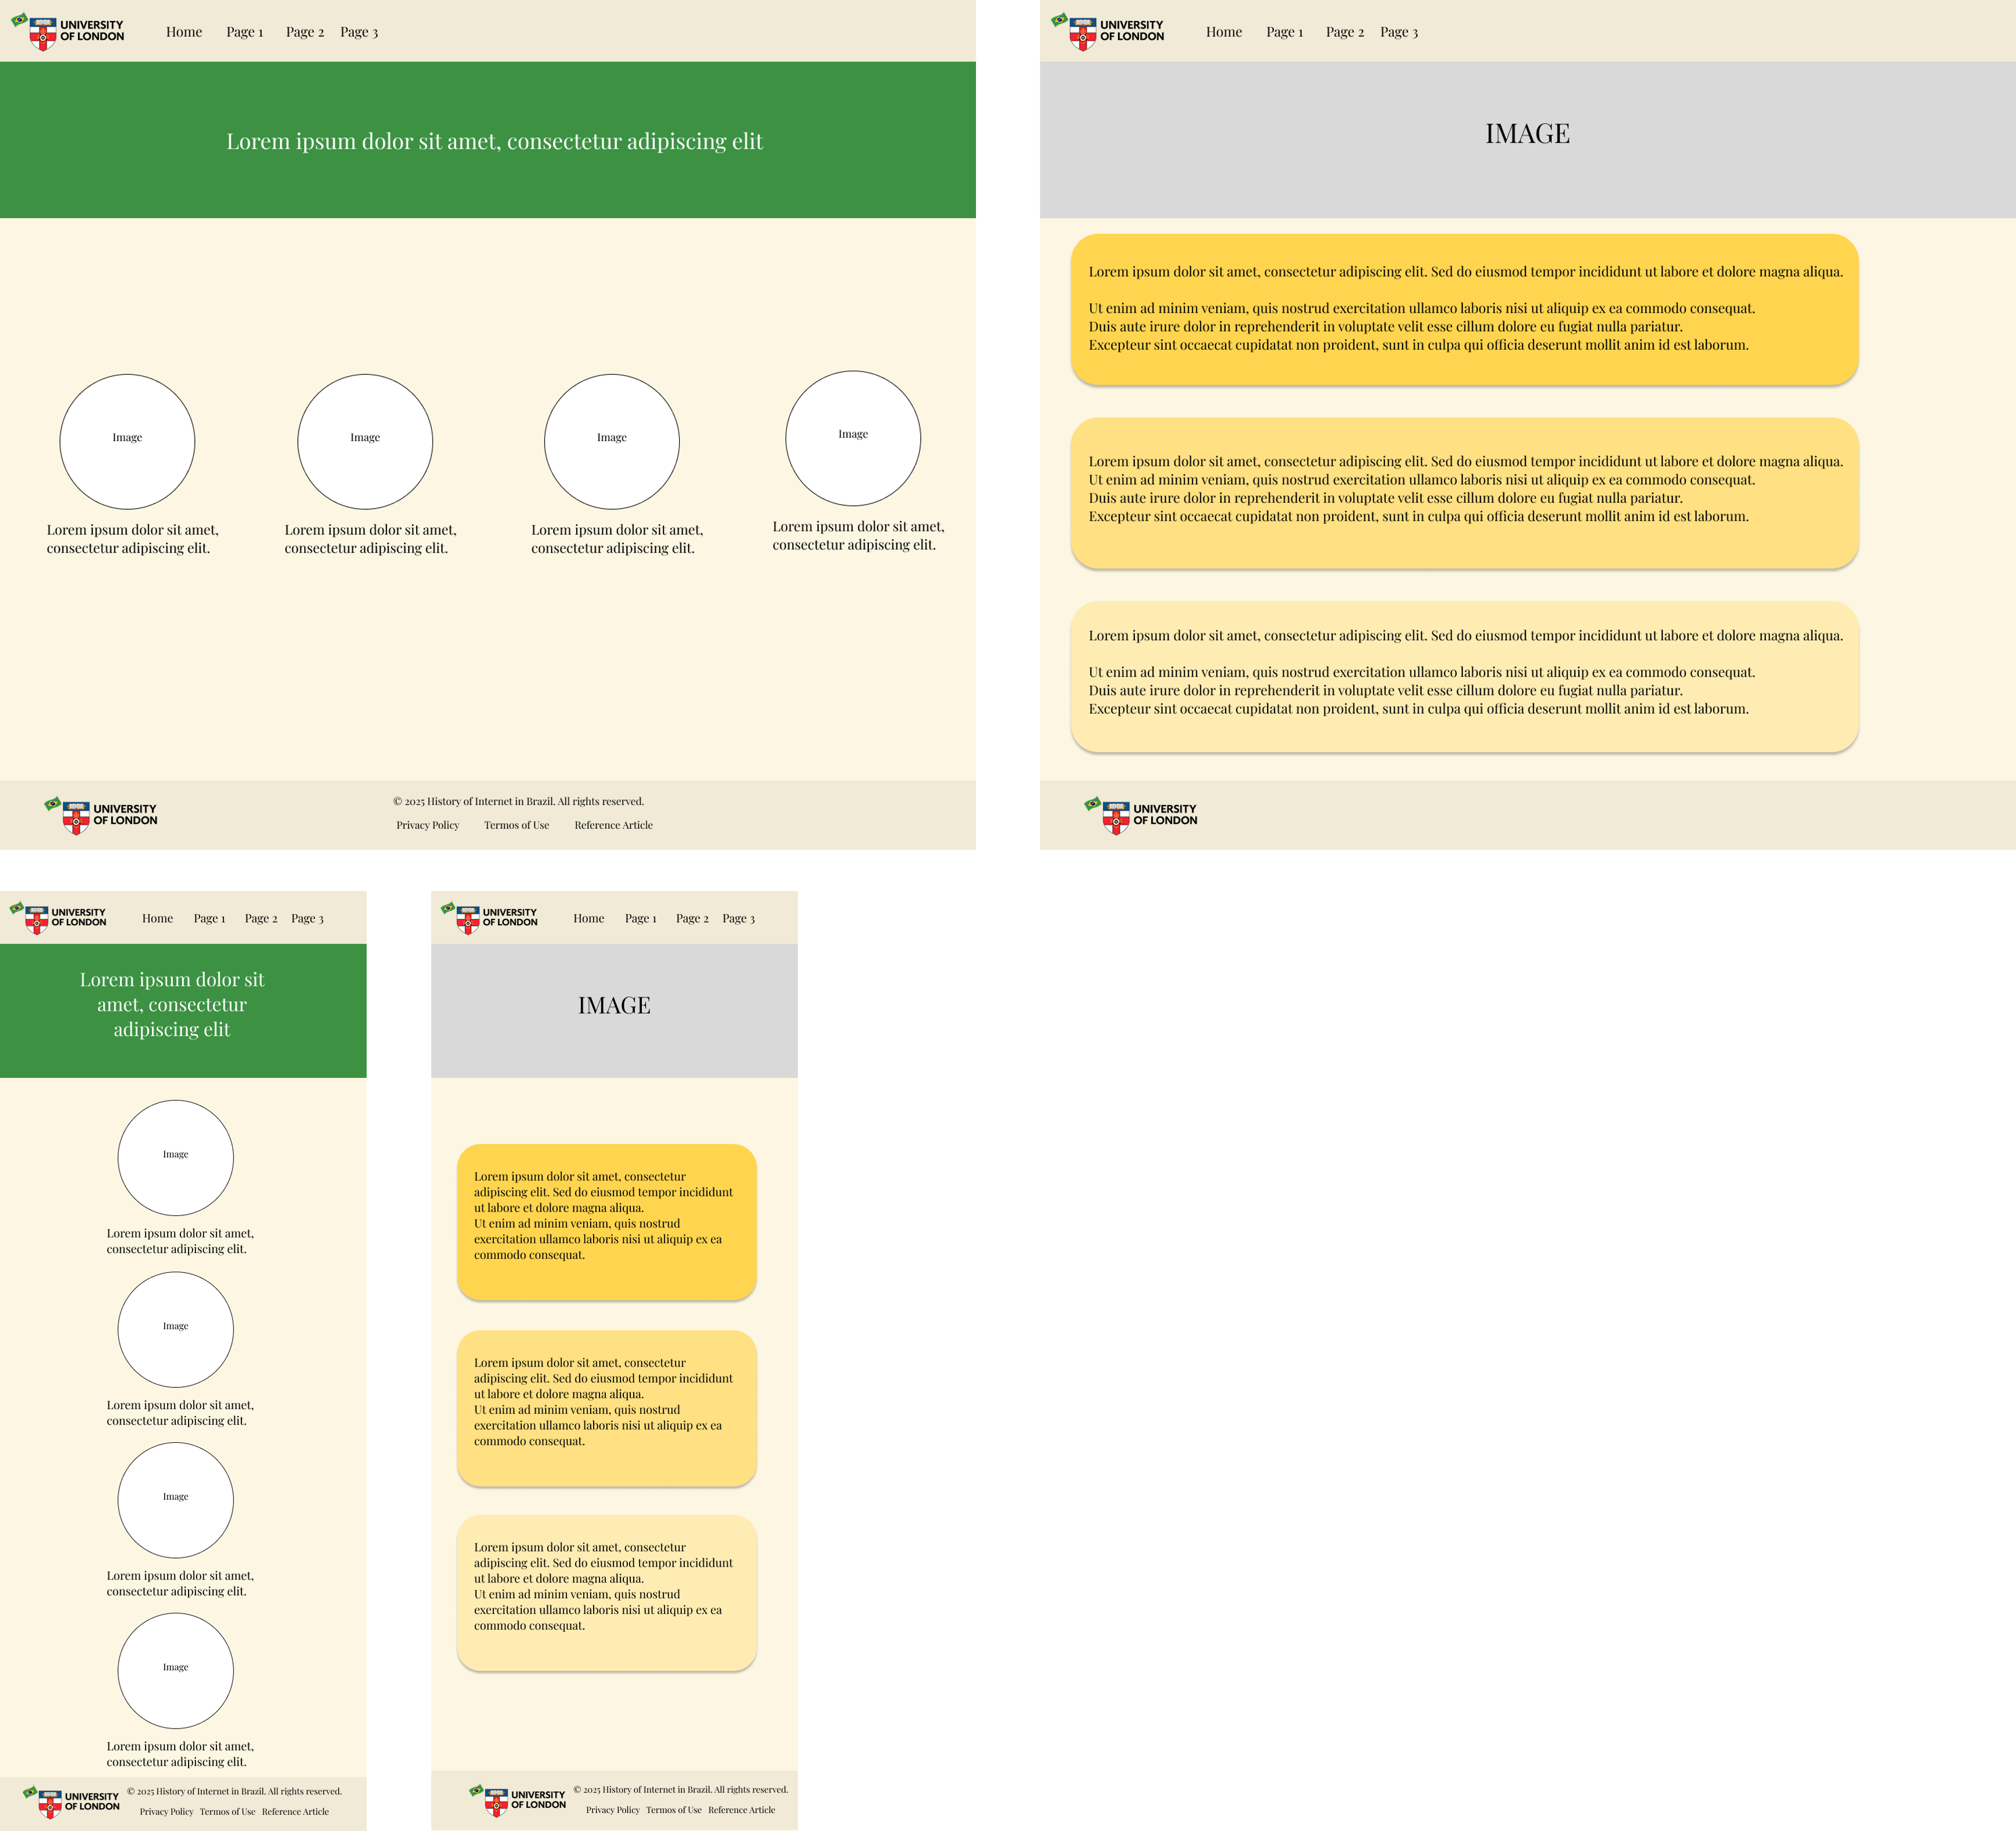 UNIVERSITY
OF LONDON
Home Page 1 Page 2 Page 3
Lorem ipsum dolor sit amet, consectetur adipiscing elit
Image
Lorem ipsum dolor sit amet,
consectetur adipiscing elit.
Image
Lorem ipsum dolor sit amet,
consectetur adipiscing elit.
Image
Lorem ipsum dolor sit amet,
consectetur adipiscing elit.
Image
Lorem ipsum dolor sit amet,
consectetur adipiscing elit.
UNIVERSITY
OF LONDON
© 2025 History of Internet in Brazil. All rights reserved.
Privacy Policy Termos of Use Reference Article
UNIVERSITY
OF LONDON
Home Page 1 Page 2 Page 3
IMAGE
Lorem ipsum dolor sit amet, consectetur adipiscing elit. Sed do eiusmod tempor incididunt ut labore et dolore magna aliqua.
Ut enim ad minim veniam, quis nostrud exercitation ullamco laboris nisi ut aliquip ex ea commodo consequat.
Duis aute irure dolor in reprehenderit in voluptate velit esse cillum dolore eu fugiat nulla pariatur.
Excepteur sint occaecat cupidatat non proident, sunt in culpa qui officia deserunt mollit anim id est laborum.
Lorem ipsum dolor sit amet, consectetur adipiscing elit. Sed do eiusmod tempor incididunt ut labore et dolore magna aliqua.
Ut enim ad minim veniam, quis nostrud exercitation ullamco laboris nisi ut aliquip ex ea commodo consequat.
Duis aute irure dolor in reprehenderit in voluptate velit esse cillum dolore eu fugiat nulla pariatur.
Excepteur sint occaecat cupidatat non proident, sunt in culpa qui officia deserunt mollit anim id est laborum.
Lorem ipsum dolor sit amet, consectetur adipiscing elit. Sed do eiusmod tempor incididunt ut labore et dolore magna aliqua.
Ut enim ad minim veniam, quis nostrud exercitation ullamco laboris nisi ut aliquip ex ea commodo consequat.
Duis aute irure dolor in reprehenderit in voluptate velit esse cillum dolore eu fugiat nulla pariatur.
Excepteur sint occaecat cupidatat non proident, sunt in culpa qui officia deserunt mollit anim id est laborum.
UNIVERSITY
OF LONDON
UNIVERSITY
OF LONDON
Home Page 1 Page 2 Page 3
Lorem ipsum dolor sit
amet, consectetur
adipiscing elit
Image
Lorem ipsum dolor sit amet,
consectetur adipiscing elit.
Image
Lorem ipsum dolor sit amet,
consectetur adipiscing elit.
Image
Lorem ipsum dolor sit amet,
consectetur adipiscing elit.
Image
Lorem ipsum dolor sit amet,
consectetur adipiscing elit.
UNIVERSITY
OF LONDON
© 2025 History of Internet in Brazil. All rights reserved.
Privacy Policy Termos of Use Reference Article
UNIVERSITY
OF LONDON
Home Page 1 Page 2 Page 3
IMAGE
Lorem ipsum dolor sit amet, consectetur
adipiscing elit. Sed do eiusmod tempor incididunt
ut labore et dolore magna aliqua.
Ut enim ad minim veniam, quis nostrud
exercitation ullamco laboris nisi ut aliquip ex ea
commodo consequat.
Lorem ipsum dolor sit amet, consectetur
adipiscing elit. Sed do eiusmod tempor incididunt
ut labore et dolore magna aliqua.
Ut enim ad minim veniam, quis nostrud
exercitation ullamco laboris nisi ut aliquip ex ea
commodo consequat.
Lorem ipsum dolor sit amet, consectetur
adipiscing elit. Sed do eiusmod tempor incididunt
ut labore et dolore magna aliqua.
Ut enim ad minim veniam, quis nostrud
exercitation ullamco laboris nisi ut aliquip ex ea
commodo consequat.
UNIVERSITY
OF LONDON
© 2025 History of Internet in Brazil. All rights reserved.
Privacy Policy Termos of Use Reference Article